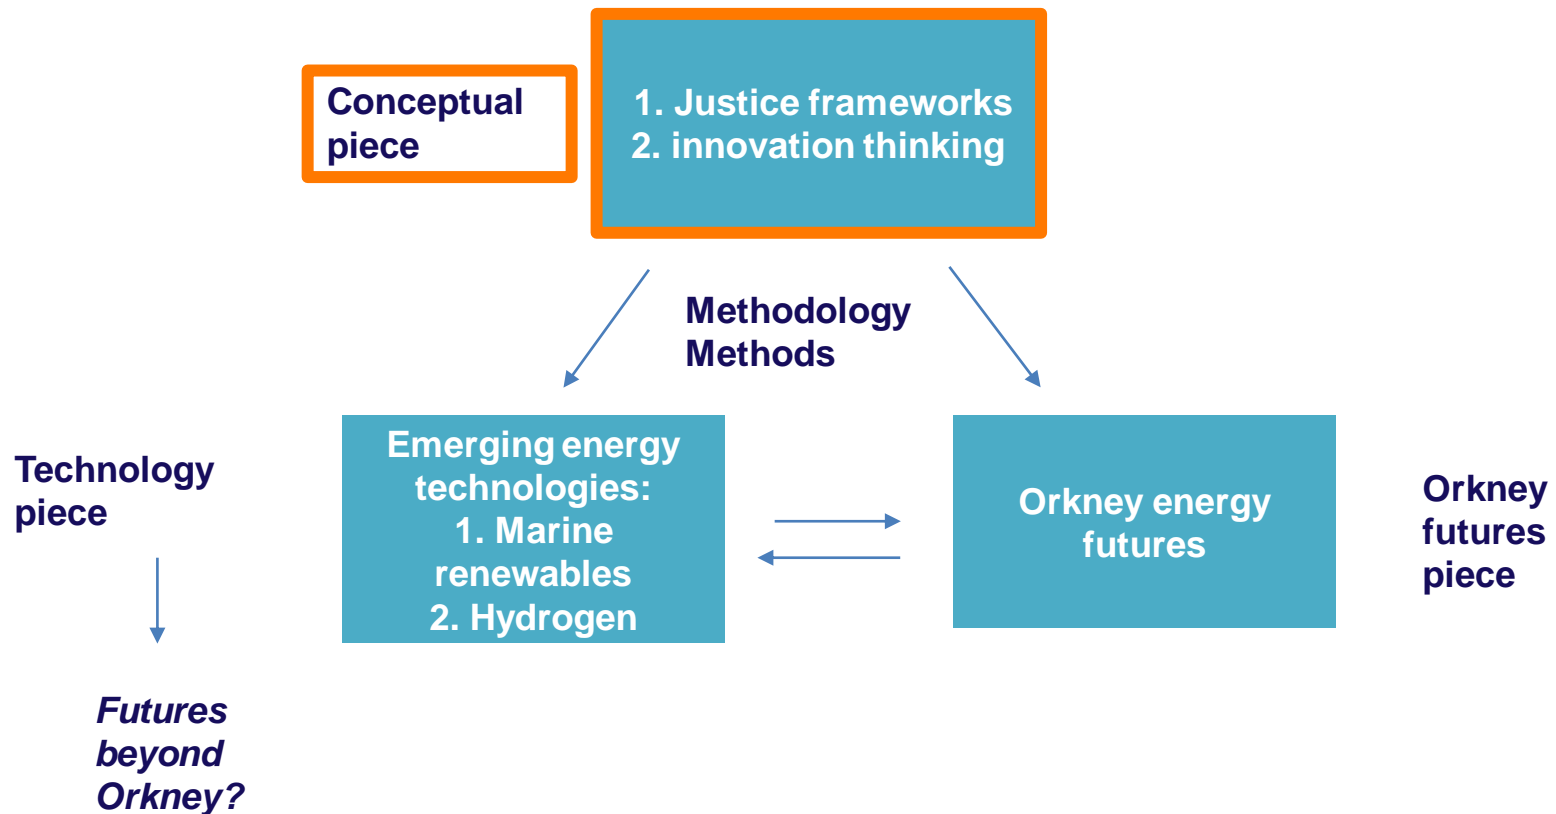 Conceptual
piece
1. Justice frameworks
2. innovation thinking
Methodology
Methods
Technology
piece
Emerging energy
technologies:
1. Marine
renewables
2. Hydrogen
Orkney energy
futures
Orkney
futures
piece
Futures
beyond
Orkney?